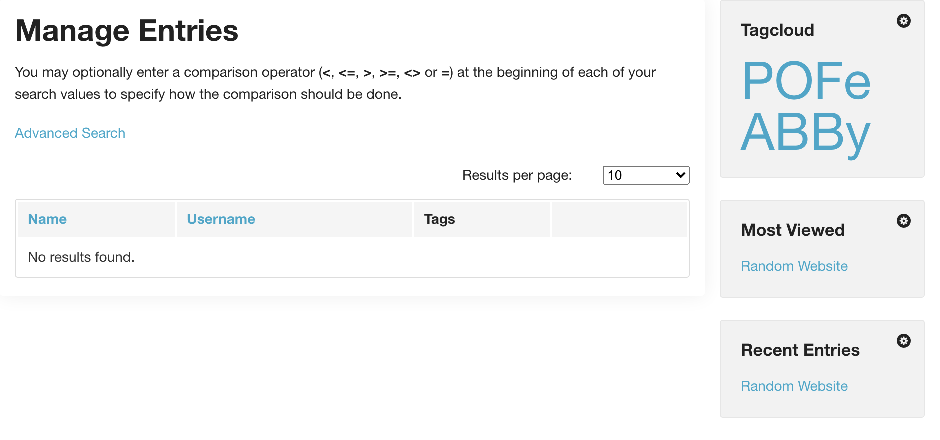 Manage Entries
You may optionally enter a comparison operator (<, <=, >, >=, <> or =) at the beginning of each of your
search values to specify how the comparison should be done.
Advanced Search
Results per page: 10
Name Username Tags
No results found.
Tagcloud
POFe
ABBy
Most Viewed
Random Website
Recent Entries
Random Website